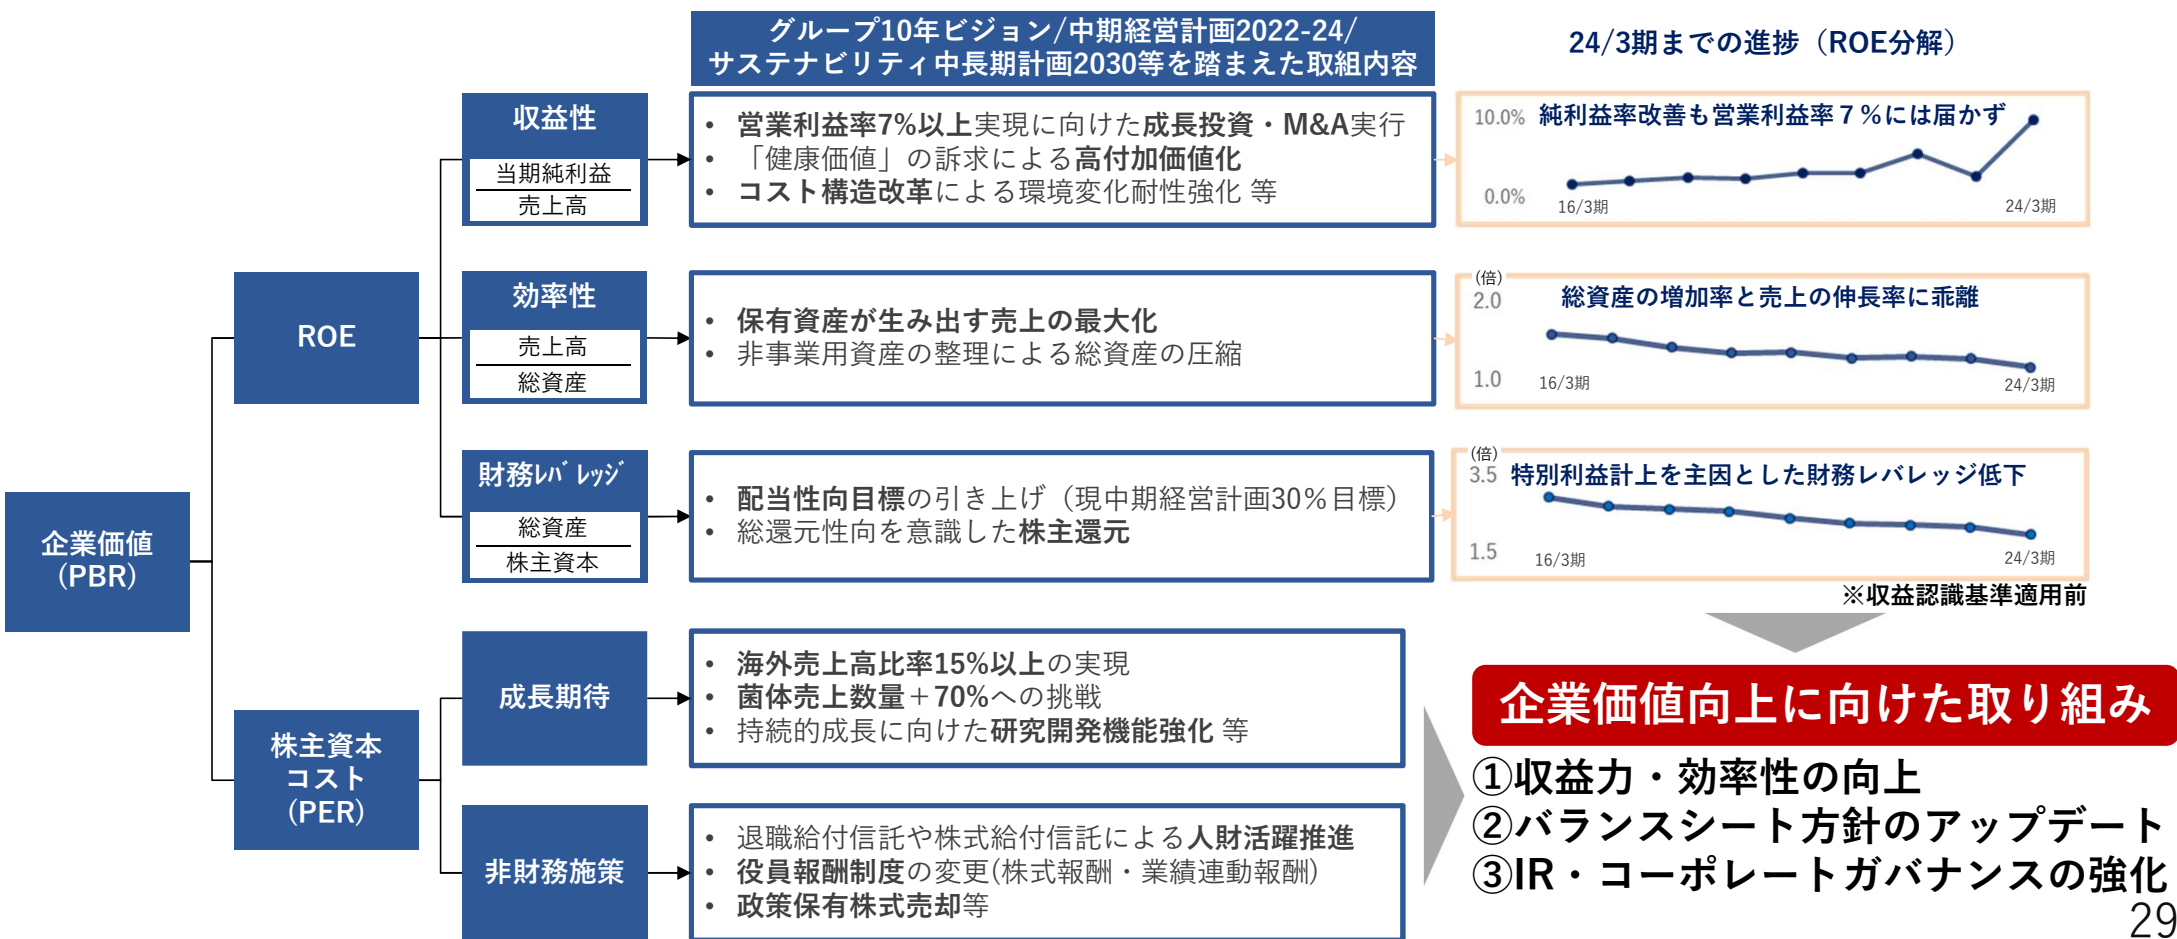 グループ10年ビジョン/中期経営計画2022-24/
サステナビリティ中長期計画2030等を踏まえた取組内容
24/3期までの進捗（ROE分解）
企業価値
(PBR)
ROE
収益性
当期純利益
売上高
• 営業利益率7%以上実現に向けた成長投資・M&A実行
• 「健康価値」の訴求による高付加価値化
• コスト構造改革による環境変化耐性強化 等
純利益率改善も営業利益率７％には届かず
10.0%
0.0%
16/3期
24/3期
効率性
売上高
総資産
• 保有資産が生み出す売上の最大化
• 非事業用資産の整理による総資産の圧縮
(倍)
総資産の増加率と売上の伸長率に乖離
2.0
1.0
16/3期
24/3期
財務ﾚﾊﾞﾚｯｼﾞ
総資産
株主資本
• 配当性向目標の引き上げ（現中期経営計画30％目標）
• 総還元性向を意識した株主還元
(倍)
特別利益計上を主因とした財務レバレッジ低下
3.5
1.5
16/3期
24/3期
※収益認識基準適用前
株主資本
コスト
(PER)
成長期待
• 海外売上高比率15%以上の実現
• 菌体売上数量＋70%への挑戦
• 持続的成長に向けた研究開発機能強化 等
非財務施策
• 退職給付信託や株式給付信託による人財活躍推進
• 役員報酬制度の変更(株式報酬・業績連動報酬)
• 政策保有株式売却等
企業価値向上に向けた取り組み
①収益力・効率性の向上
②バランスシート方針のアップデート
③IR・コーポレートガバナンスの強化
29